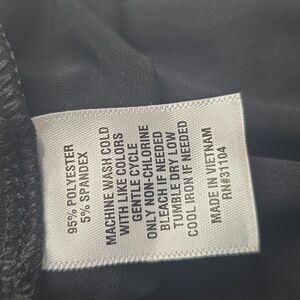 95% POLYESTER
5% SPANDEX
MACHINE WASH COLD
WITH LIKE COLORS
GENTLE CYCLE
ONLY NON-CHLORINE
BLEACH IF NEEDED
TUMBLE DRY LOW
COOL IRON IF NEEDED
MADE IN VIETNAM
RN#31104